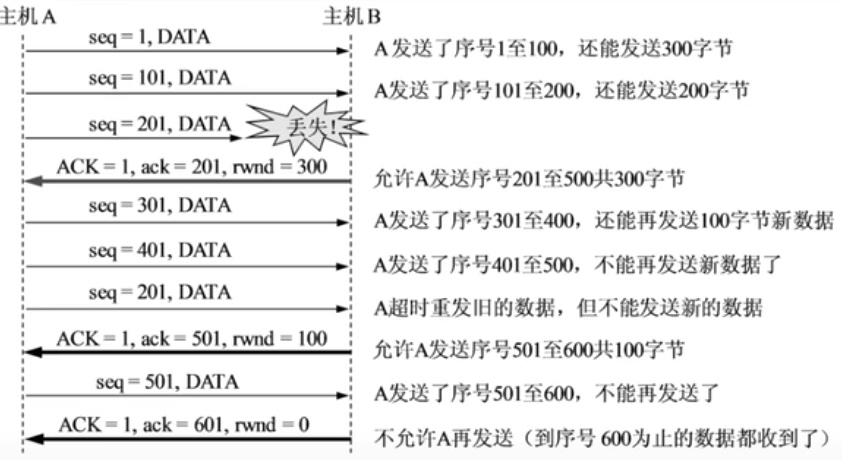 主机A 主机B
seq = 1, DATA A发送了序号1至100，还能发送300字节
seq = 101, DATA A发送了序号101至200，还能发送200字节
seq = 201, DATA 丢失!
ACK = 1, ack = 201, rwnd = 300 允许A发送序号201至500共300字节
seq = 301, DATA A发送了序号301至400，还能再发送100字节新数据
seq = 401, DATA A发送了序号401至500，不能再发送新数据了
seq = 201, DATA A超时重发旧的数据，但不能发送新的数据
ACK = 1, ack = 501, rwnd = 100 允许A发送序号501至600共100字节
seq = 501, DATA A发送了序号501至600，不能再发送了
ACK = 1, ack = 601, rwnd = 0 不允许A再发送（到序号600为止的数据都收到了）